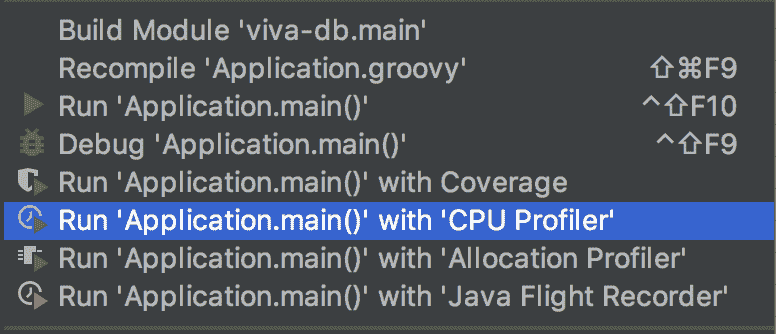 Build Module 'viva-db.main'
Recompile 'Application.groovy' ⇧⌘F9
Run 'Application.main()' ^⇧F10
Debug 'Application.main()' ^⇧F9
Run 'Application.main()' with Coverage
Run 'Application.main()' with 'CPU Profiler'
Run 'Application.main()' with 'Allocation Profiler'
Run 'Application.main()' with 'Java Flight Recorder'